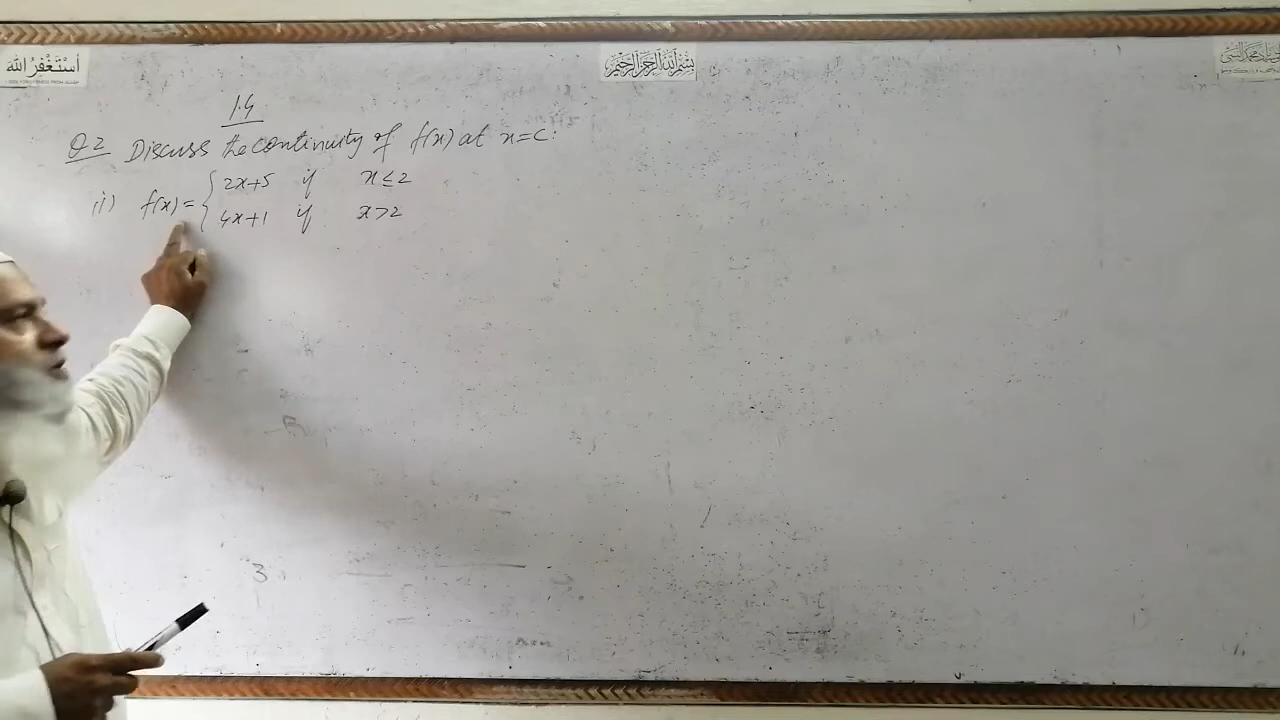 أستغفر الله
بسم الله الرحمن الرحيم
1.4
Q2 Discuss the continuity of f(x) at x=c:
(i) f(x)= { 2x+5 if x≤2
4x+1 if x>2
3